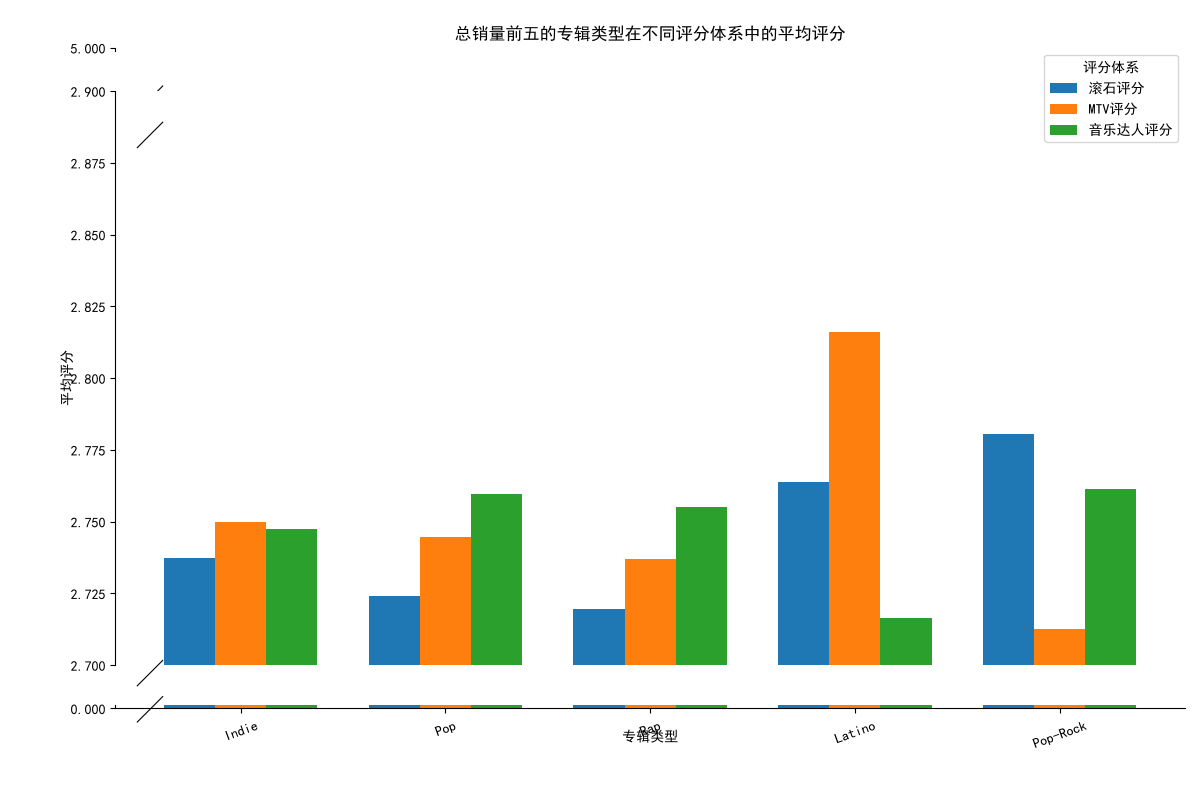 总销量前五的专辑类型在不同评分体系中的平均评分
评分体系
滚石评分
MTV评分
音乐达人评分
5.000
2.900
2.875
2.850
2.825
2.800
2.775
2.750
2.725
2.700
0.000
平均评分
Indie
Pop
Rap
Latino
Pop-Rock
专辑类型